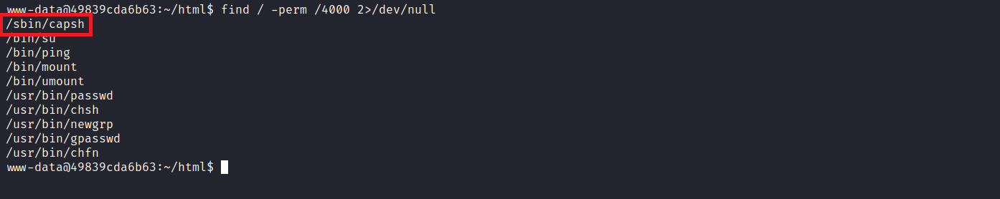 www-data@49839cda6b63:~/html$ find / -perm /4000 2>/dev/null
/sbin/capsh
/bin/su
/bin/ping
/bin/mount
/bin/umount
/usr/bin/passwd
/usr/bin/chsh
/usr/bin/newgrp
/usr/bin/gpasswd
/usr/bin/chfn
www-data@49839cda6b63:~/html$